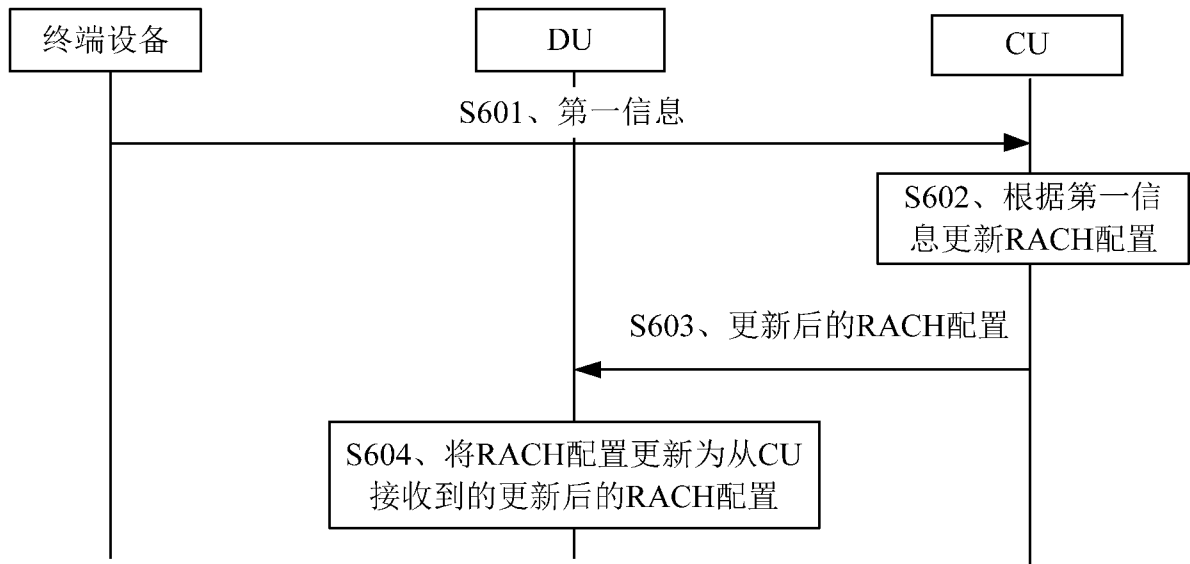 终端设备
DU
CU
S601、第一信息
S602、根据第一信
息更新RACH配置
S603、更新后的RACH配置
S604、将RACH配置更新为从CU
接收到的更新后的RACH配置